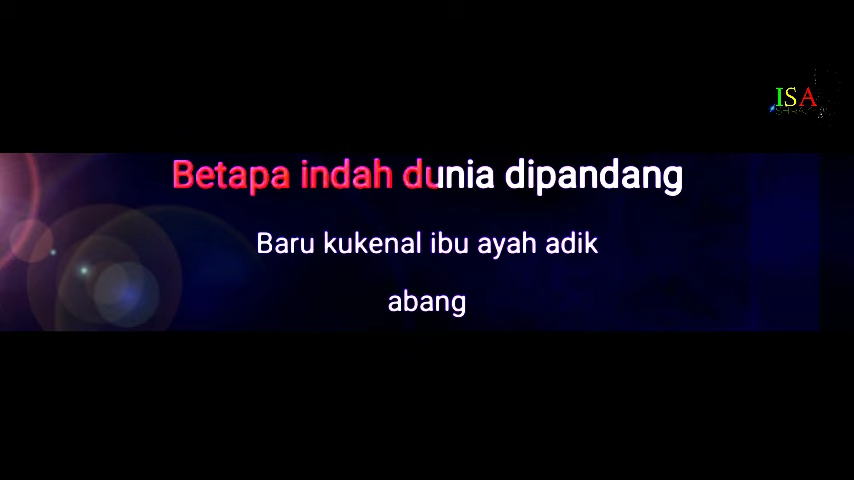 ISA
Betapa indah dunia dipandang
Baru kukenal ibu ayah adik
abang